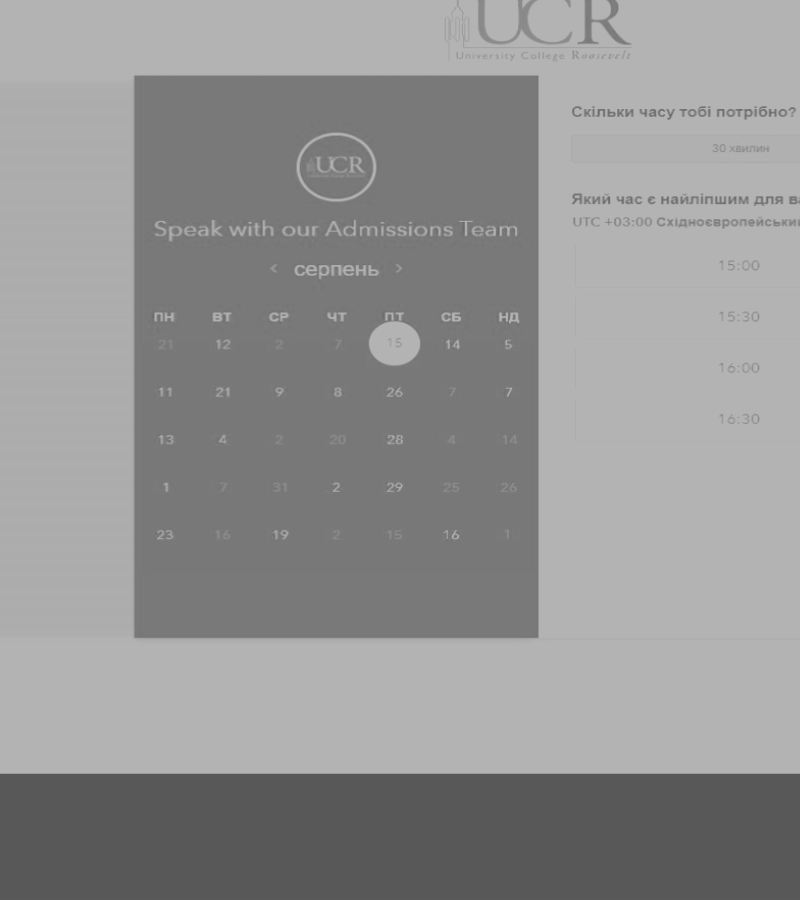 UCR
University College Roosevelt
UCR
Speak with our Admissions Team
< серпень >
ПН ВТ СР ЧТ ПТ СБ НД
21 12 2 7 15 14 5
11 21 9 8 26 7 7
13 4 2 20 28 4 14
1 7 31 2 29 25 26
23 16 19 2 15 16 1
Скільки часу тобі потрібно?
30 хвилин
Який час є найліпшим для ва
UTC +03:00 Східноєвропейськи
15:00
15:30
16:00
16:30